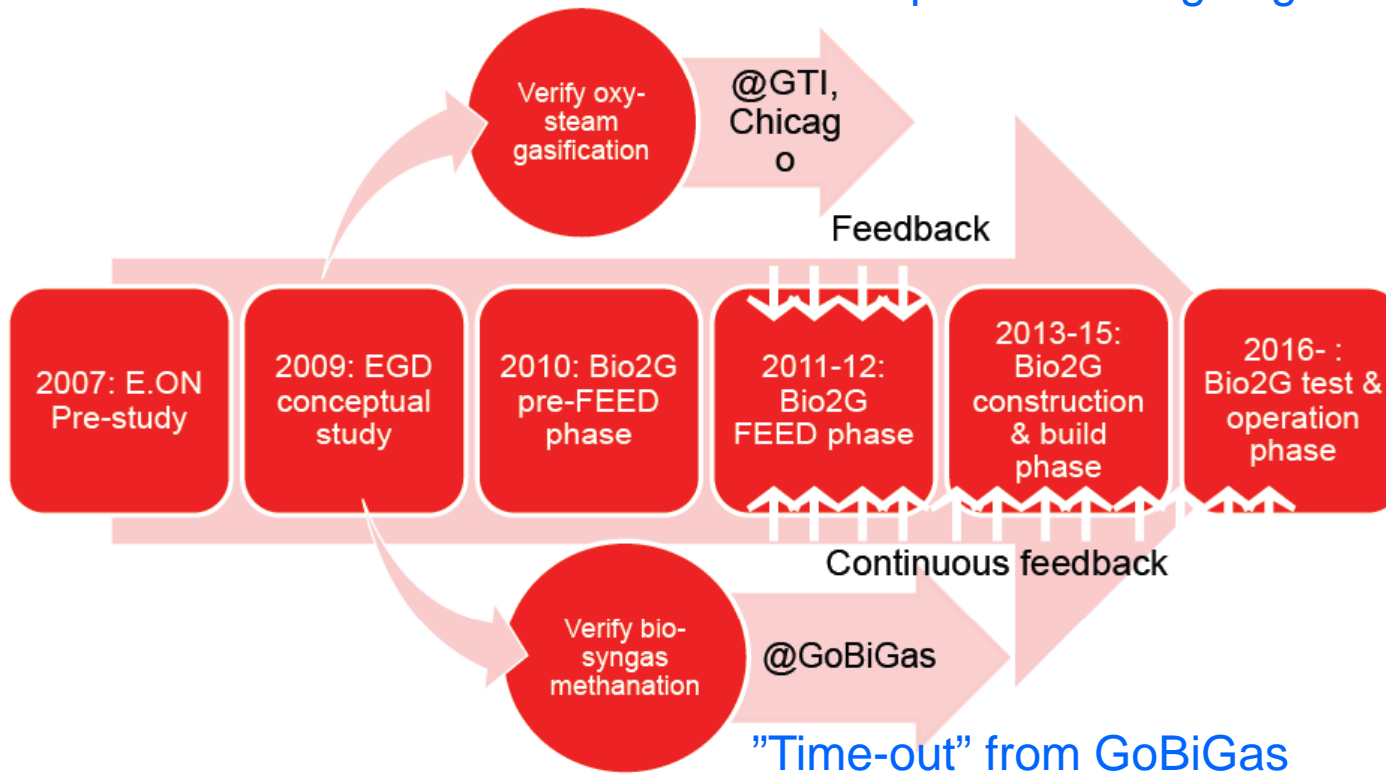 Verify oxy-
steam
gasification
@GTI,
Chicag
o
Feedback
2007: E.ON
Pre-study
2009: EGD
conceptual
study
2010: Bio2G
pre-FEED
phase
2011-12:
Bio2G
FEED phase
2013-15:
Bio2G
construction
& build
phase
2016- :
Bio2G test &
operation
phase
Continuous feedback
Verify bio-
syngas
methanation
@GoBiGas
”Time-out” from GoBiGas